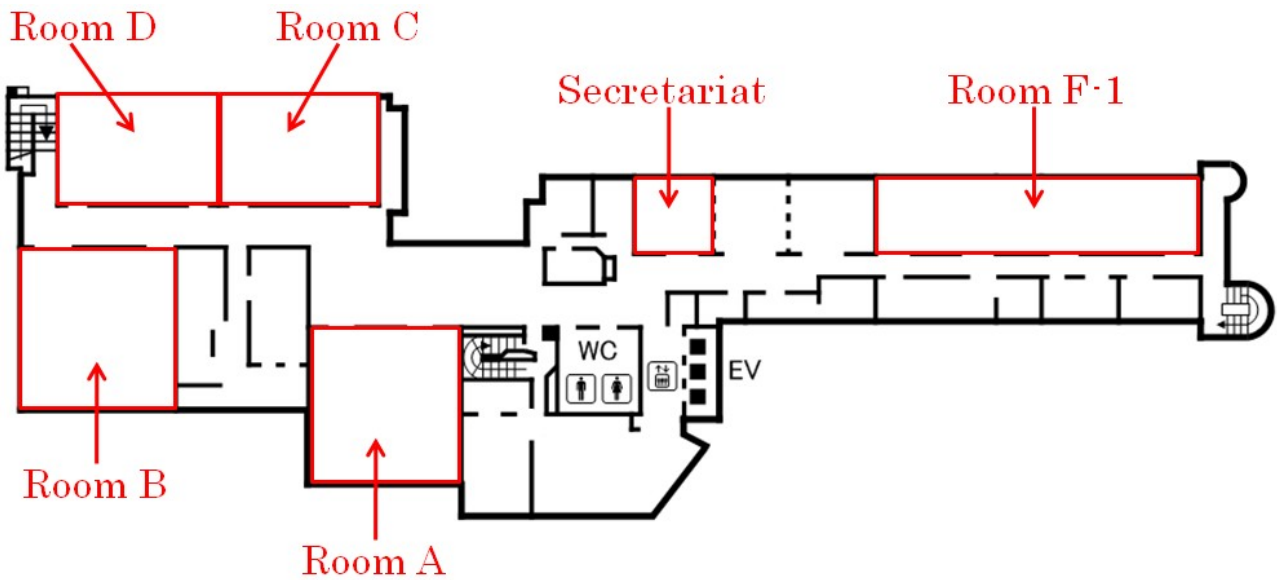 Room D
Room C
Secretariat
Room F-1
WC
EV
Room B
Room A